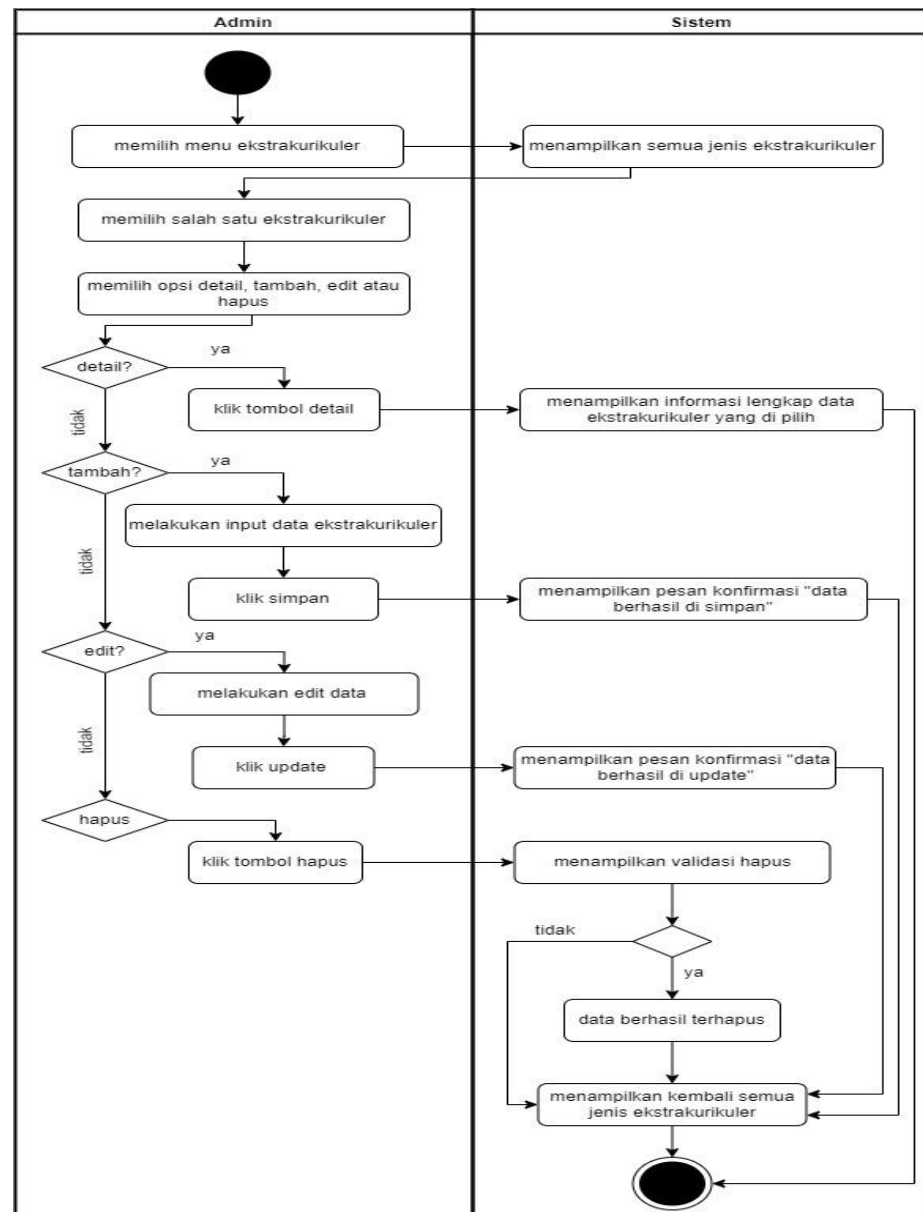 Admin
Sistem
memilih menu ekstrakurikuler
menampilkan semua jenis ekstrakurikuler
memilih salah satu ekstrakurikuler
memilih opsi detail, tambah, edit atau
hapus
detail?
ya
tidak
klik tombol detail
menampilkan informasi lengkap data
ekstrakurikuler yang di pilih
tambah?
ya
tidak
melakukan input data ekstrakurikuler
klik simpan
menampilkan pesan konfirmasi "data
berhasil di simpan"
edit?
ya
tidak
melakukan edit data
klik update
menampilkan pesan konfirmasi "data
berhasil di update"
hapus
klik tombol hapus
menampilkan validasi hapus
tidak
ya
data berhasil terhapus
menampilkan kembali semua
jenis ekstrakurikuler